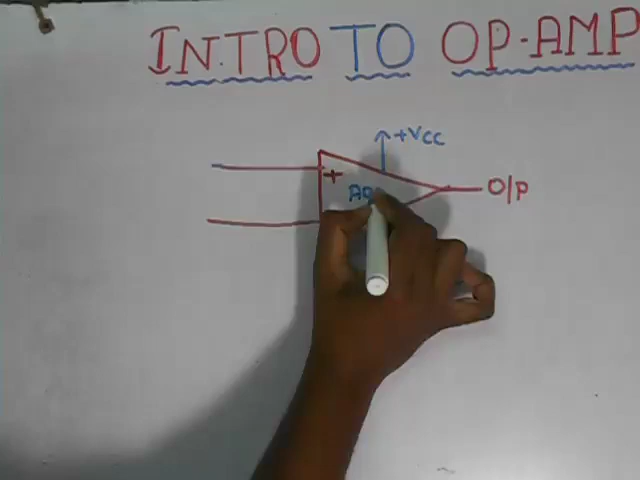 INTRO TO OP-AMP
+VCC
+
O/P